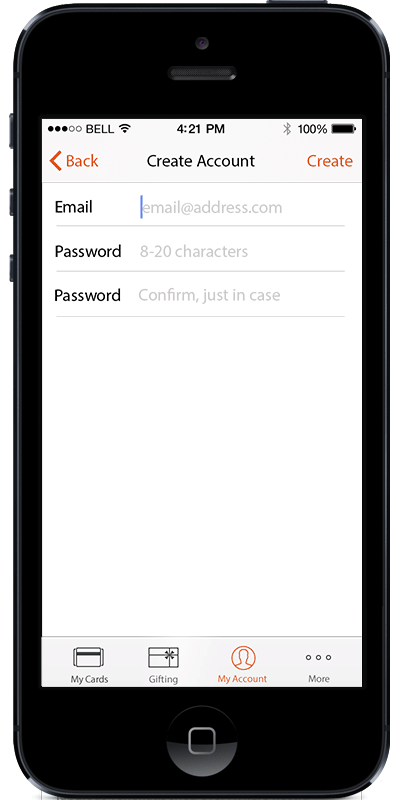 BELL 4:21 PM 100%
Back Create Account Create
Email email@address.com
Password 8-20 characters
Password Confirm, just in case
My Cards Gifting My Account More